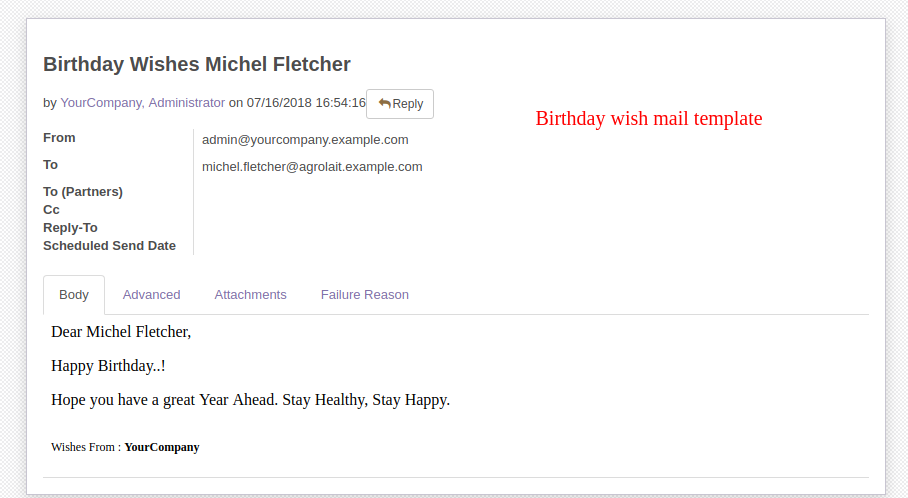 Birthday Wishes Michel Fletcher
by YourCompany, Administrator on 07/16/2018 16:54:16 Reply
Birthday wish mail template
From admin@yourcompany.example.com
To michel.fletcher@agrolait.example.com
To (Partners)
Cc
Reply-To
Scheduled Send Date
Body Advanced Attachments Failure Reason
Dear Michel Fletcher,
Happy Birthday..!
Hope you have a great Year Ahead. Stay Healthy, Stay Happy.
Wishes From : YourCompany